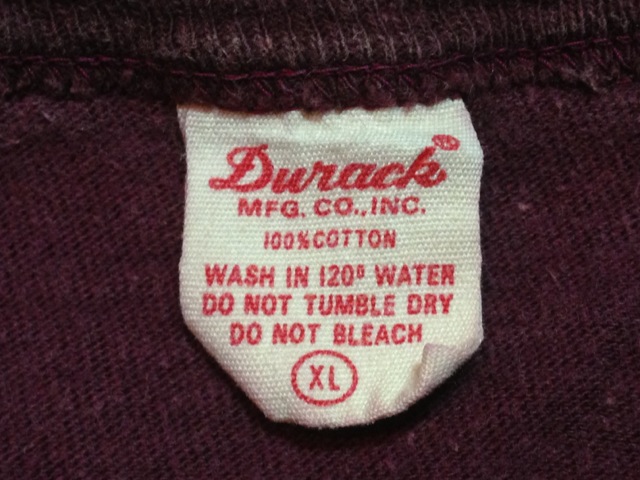 Durack®
MFG. CO., INC.
100% COTTON
WASH IN 120° WATER
DO NOT TUMBLE DRY
DO NOT BLEACH
XL